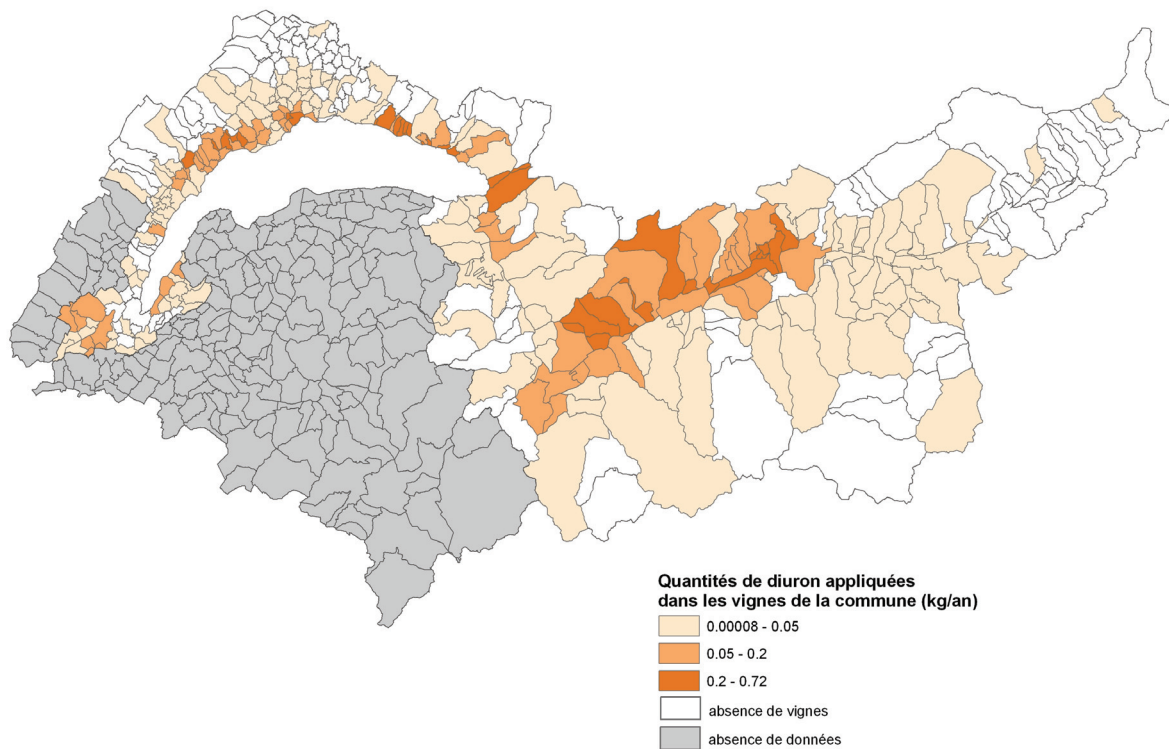 Quantités de diuron appliquées
dans les vignes de la commune (kg/an)
0.00008 - 0.05
0.05 - 0.2
0.2 - 0.72
absence de vignes
absence de données